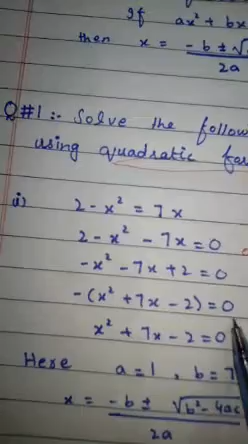 If ax² + bx
then x = -b ± √
2a
Q#1:- Solve the follow
using quadratic for
i) 2 - x² = 7x
2 - x² - 7x = 0
-x² - 7x + 2 = 0
-(x² + 7x - 2) = 0
x² + 7x - 2 = 0
Here a = 1 , b = 7
x = -b ± √b² - 4ac
2a